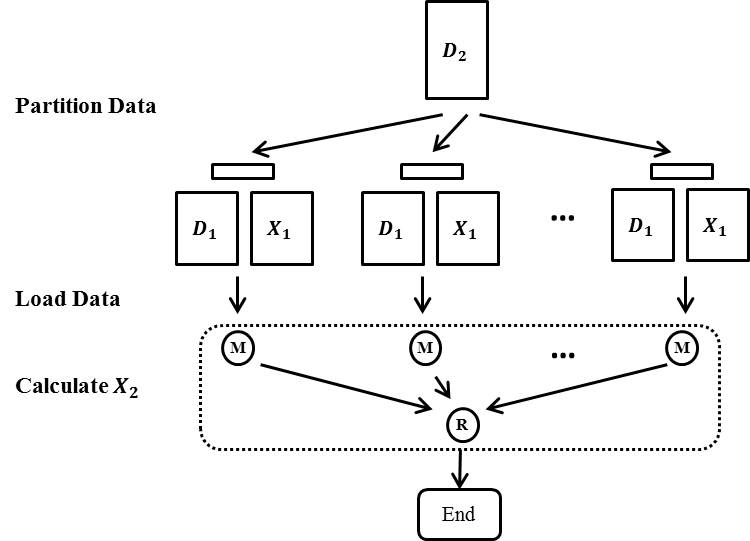 D₂
Partition Data
D₁ X₁ D₁ X₁ ... D₁ X₁
Load Data
M M ... M
Calculate X₂
R
End